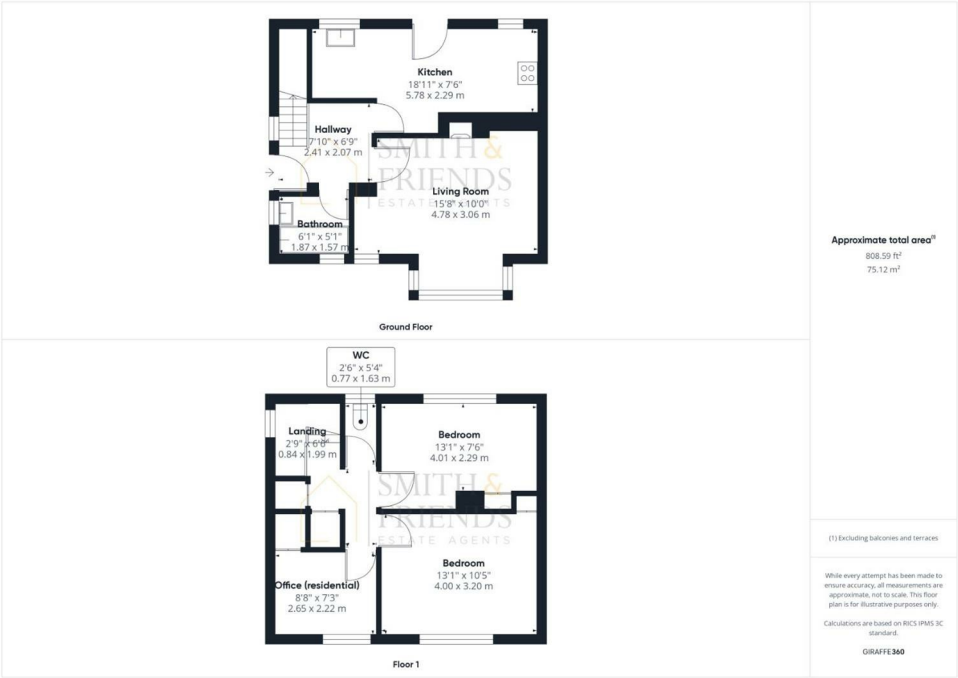 Kitchen
18'11" x 7'6"
5.78 x 2.29 m
Hallway
7'10" x 6'9"
2.41 x 2.07 m
SMITH &
FRIENDS
ESTATE AGENTS
Living Room
15'8" x 10'0"
4.78 x 3.06 m
Bathroom
6'1" x 5'1"
1.87 x 1.57 m
Ground Floor
WC
2'6" x 5'4"
0.77 x 1.63 m
Landing
2'9" x 6'6"
0.84 x 1.99 m
Bedroom
13'1" x 7'6"
4.01 x 2.29 m
SMITH &
FRIENDS
ESTATE AGENTS
Bedroom
13'1" x 10'5"
4.00 x 3.20 m
Office (residential)
8'8" x 7'3"
2.65 x 2.22 m
Floor 1
Approximate total area(1)
808.59 ft²
75.12 m²
(1) Excluding balconies and terraces
While every attempt has been made to
ensure accuracy, all measurements are
approximate, not to scale. This floor
plan is for illustrative purposes only.
Calculations are based on RICS IPMS 3C
standard.
GIRAFFE360